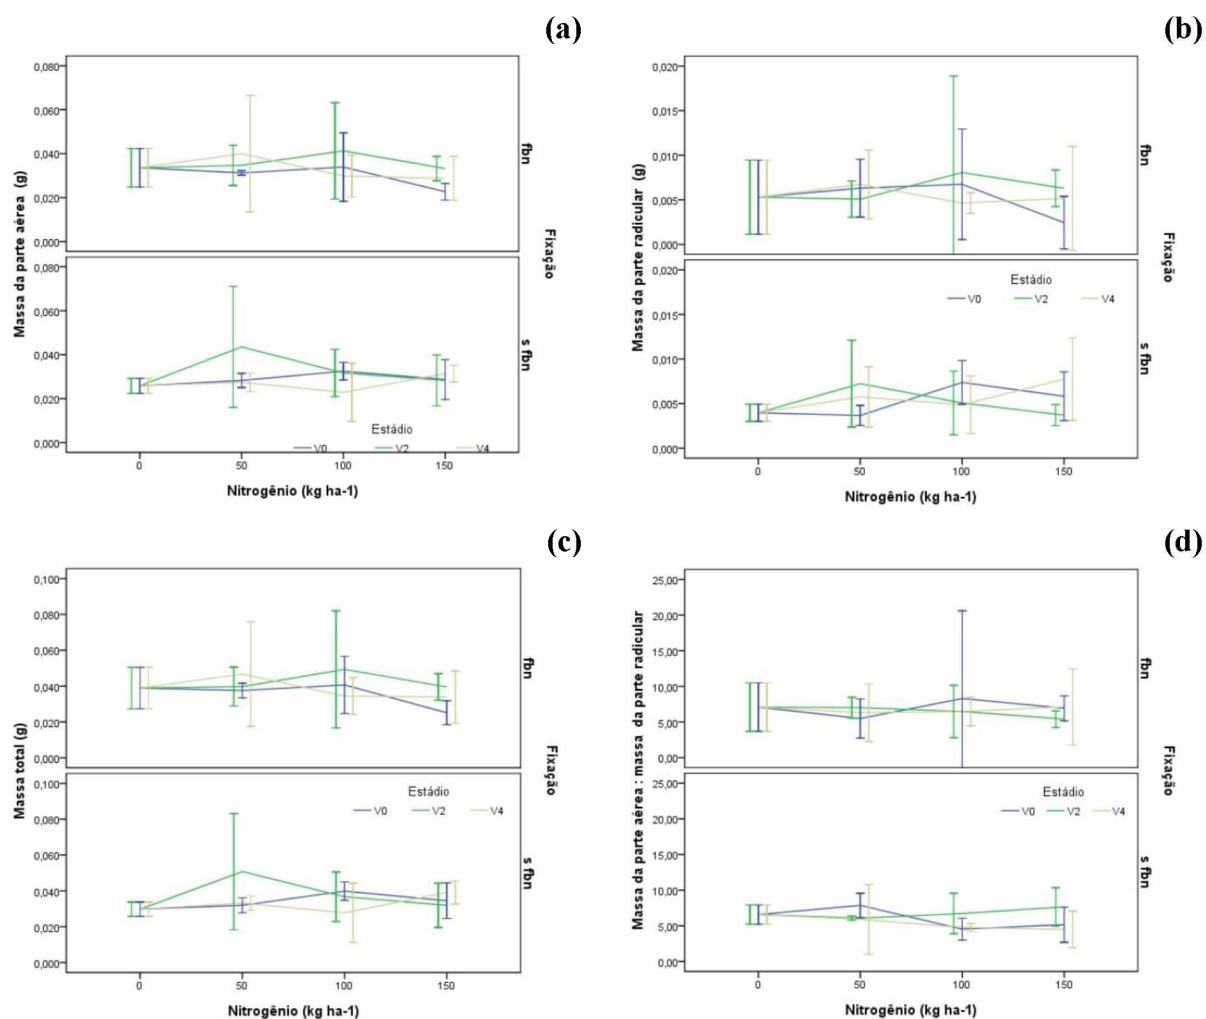 (a)
0,080
0,060
0,040
0,020
0,000
fbn
0,080
0,060
0,040
0,020
0,000
s fbn
Massa da parte aérea (g)
Fixação
Estádio
V0 V2 V4
0 50 100 150
Nitrogênio (kg ha-1)
(b)
0,020
0,015
0,010
0,005
0,000
fbn
0,020
0,015
0,010
0,005
0,000
s fbn
Massa da parte radicular (g)
Fixação
Estádio
V0 V2 V4
0 50 100 150
Nitrogênio (kg ha-1)
(c)
0,100
0,080
0,060
0,040
0,020
0,000
fbn
0,100
0,080
0,060
0,040
0,020
0,000
s fbn
Massa total (g)
Fixação
Estádio
V0 V2 V4
0 50 100 150
Nitrogênio (kg ha-1)
(d)
25,00
20,00
15,00
10,00
5,00
,00
fbn
25,00
20,00
15,00
10,00
5,00
,00
s fbn
Massa da parte aérea : massa da parte radicular
Fixação
Estádio
V0 V2 V4
0 50 100 150
Nitrogênio (kg ha-1)